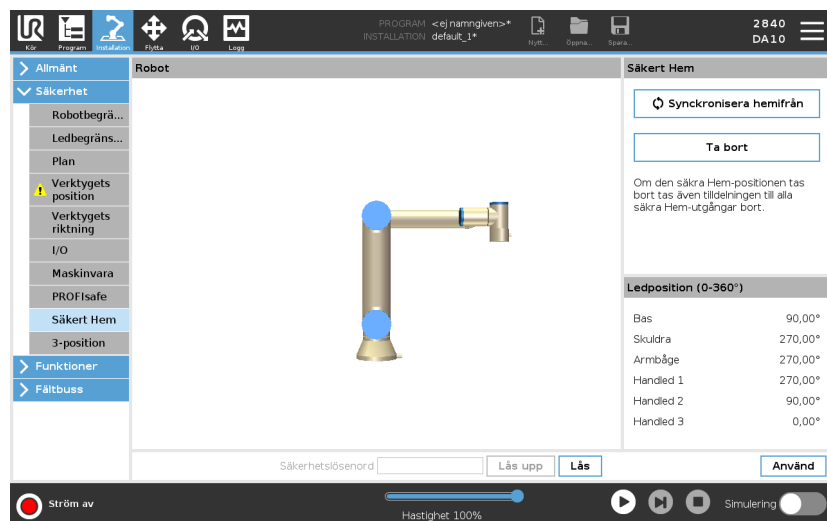 PROGRAM <ej namngiven>*
INSTALLATION default_1*
2840
DA10
Kör
Program
Installation
Flytta
I/O
Logg
Nytt...
Öppna...
Spara...
Allmänt
Säkerhet
Robotbegrä...
Ledbegräns...
Plan
Verktygets
position
Verktygets
riktning
I/O
Maskinvara
PROFIsafe
Säkert Hem
3-position
Funktioner
Fältbuss
Robot
Säkert Hem
Synckronisera hemifrån
Ta bort
Om den säkra Hem-positionen tas
bort tas även tilldelningen till alla
säkra Hem-utgångar bort.
Ledposition (0-360°)
Bas 90,00°
Skuldra 270,00°
Armbåge 270,00°
Handled 1 270,00°
Handled 2 90,00°
Handled 3 0,00°
Säkerhetslösenord
Lås upp
Lås
Använd
Ström av
Hastighet 100%
Simulering